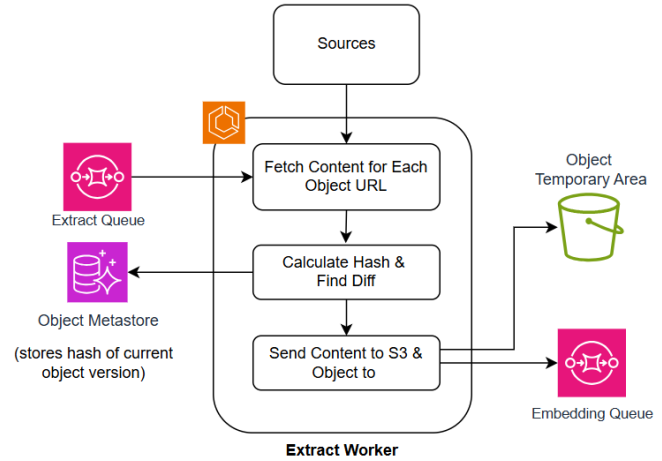 Sources
Fetch Content for Each
Object URL
Extract Queue
Object
Temporary Area
Calculate Hash &
Find Diff
Object Metastore
(stores hash of current
object version)
Send Content to S3 &
Object to
Embedding Queue
Extract Worker